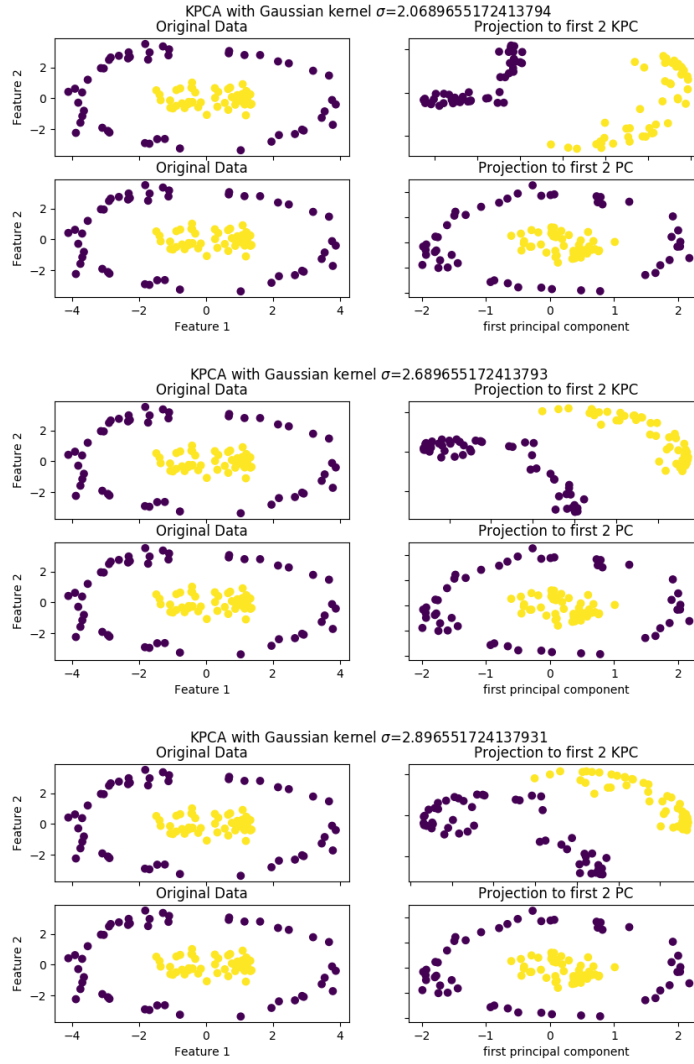 KPCA with Gaussian kernel σ=2.0689655172413794
Original Data Projection to first 2 KPC
Feature 2
2
0
−2
Original Data Projection to first 2 PC
Feature 2
2
0
−2
−4 −2 0 2 4 −2 −1 0 1 2
Feature 1 first principal component
KPCA with Gaussian kernel σ=2.689655172413793
Original Data Projection to first 2 KPC
Feature 2
2
0
−2
Original Data Projection to first 2 PC
Feature 2
2
0
−2
−4 −2 0 2 4 −2 −1 0 1 2
Feature 1 first principal component
KPCA with Gaussian kernel σ=2.896551724137931
Original Data Projection to first 2 KPC
Feature 2
2
0
−2
Original Data Projection to first 2 PC
Feature 2
2
0
−2
−4 −2 0 2 4 −2 −1 0 1 2
Feature 1 first principal component